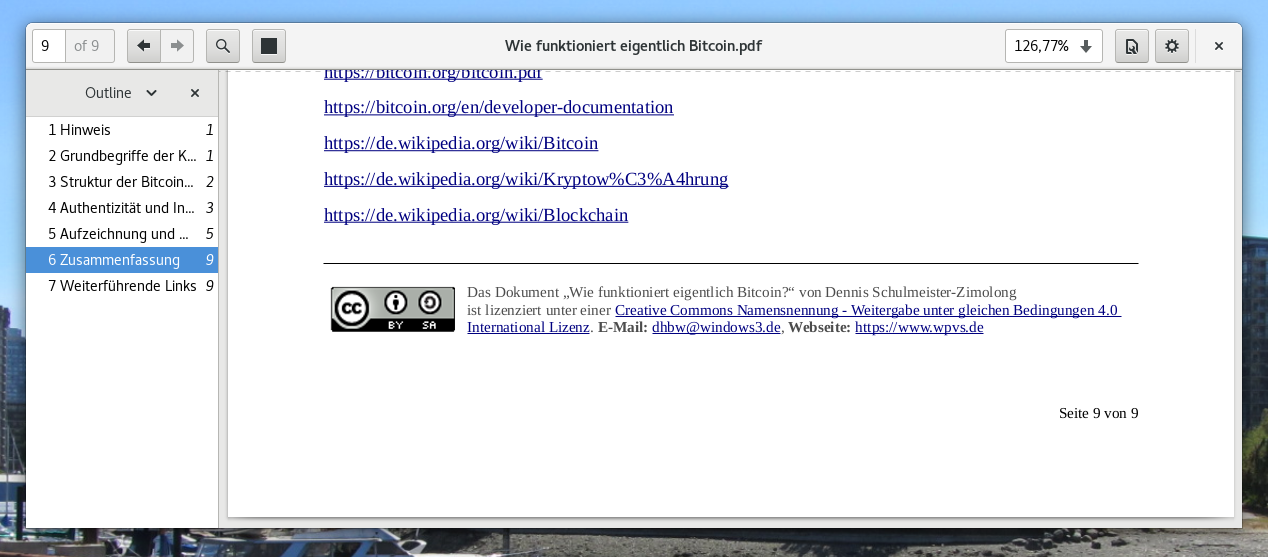 9 of 9
Wie funktioniert eigentlich Bitcoin.pdf
126,77%
Outline
1 Hinweis 1
2 Grundbegriffe der K... 1
3 Struktur der Bitcoin... 2
4 Authentizität und In... 3
5 Aufzeichnung und ... 5
6 Zusammenfassung 9
7 Weiterführende Links 9
https://bitcoin.org/bitcoin.pdf
https://bitcoin.org/en/developer-documentation
https://de.wikipedia.org/wiki/Bitcoin
https://de.wikipedia.org/wiki/Kryptow%C3%A4hrung
https://de.wikipedia.org/wiki/Blockchain
cc BY SA
Das Dokument „Wie funktioniert eigentlich Bitcoin?“ von Dennis Schulmeister-Zimolong
ist lizenziert unter einer Creative Commons Namensnennung - Weitergabe unter gleichen Bedingungen 4.0
International Lizenz. E-Mail: dhbw@windows3.de, Webseite: https://www.wpvs.de
Seite 9 von 9